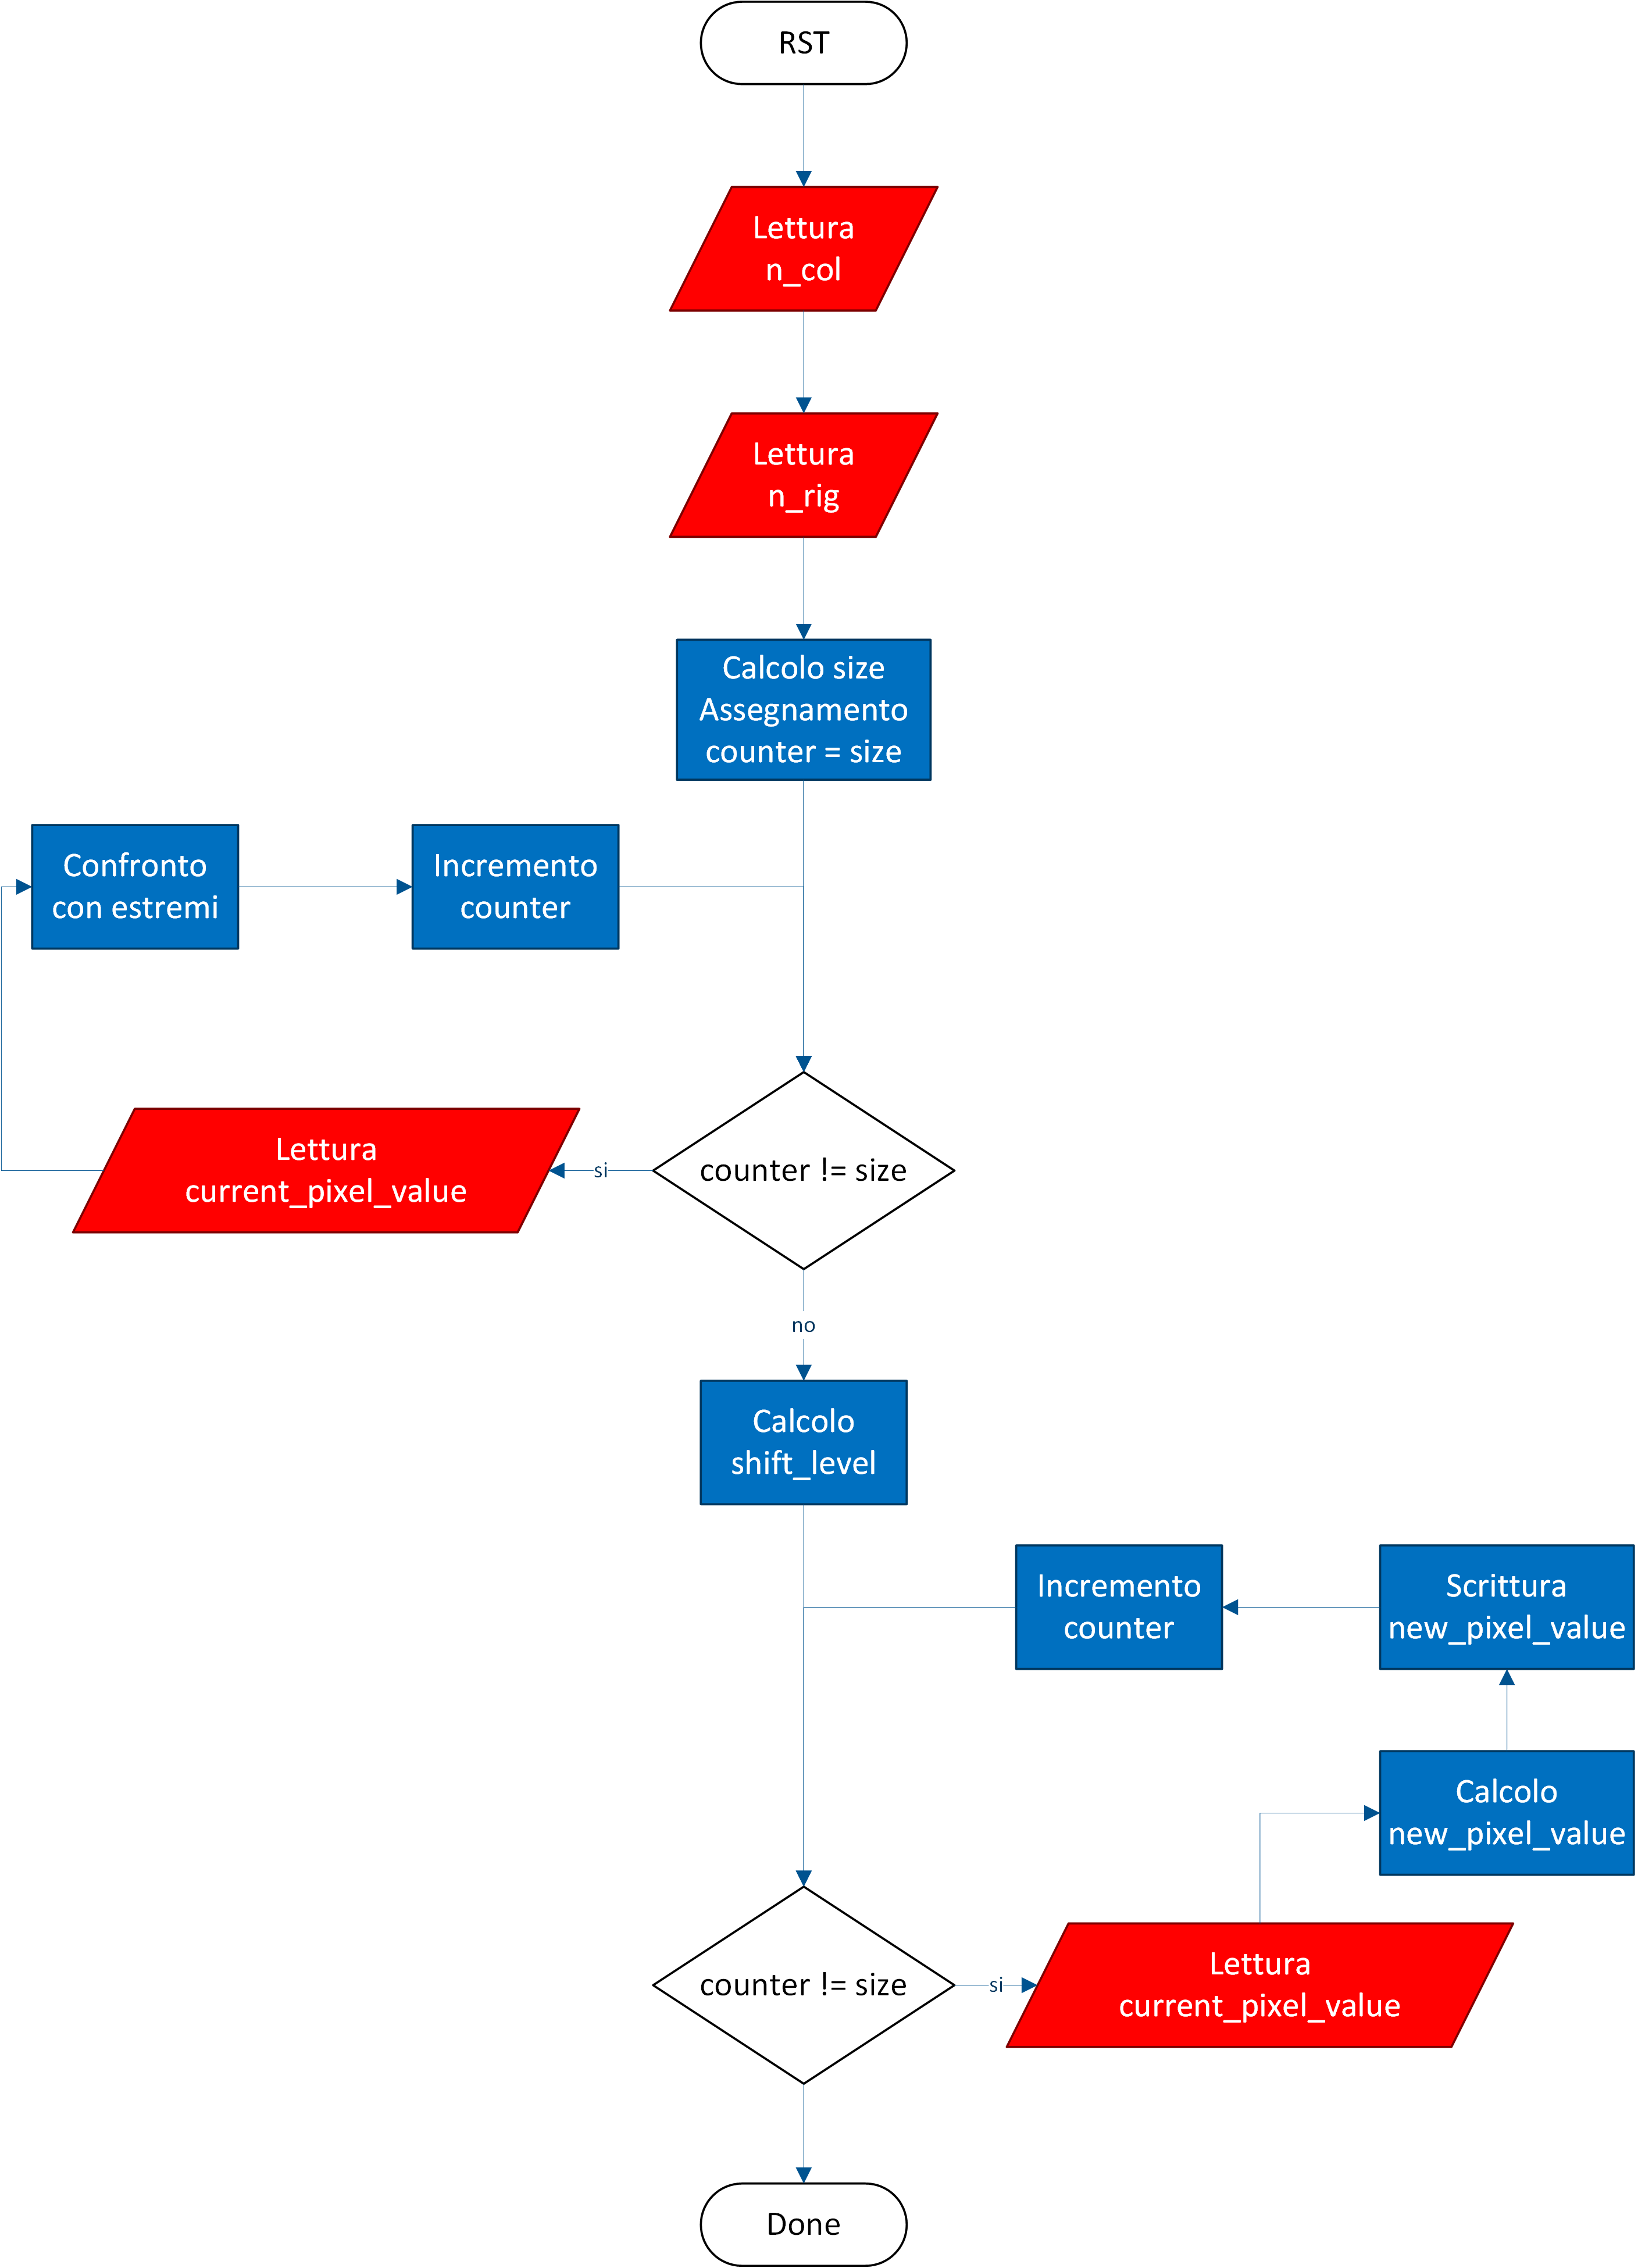 RST
Lettura
n_col
Lettura
n_rig
Calcolo size
Assegnamento
counter = size
Confronto
con estremi
Incremento
counter
Lettura
current_pixel_value
si
counter != size
no
Calcolo
shift_level
Incremento
counter
Scrittura
new_pixel_value
Calcolo
new_pixel_value
counter != size
si
Lettura
current_pixel_value
Done